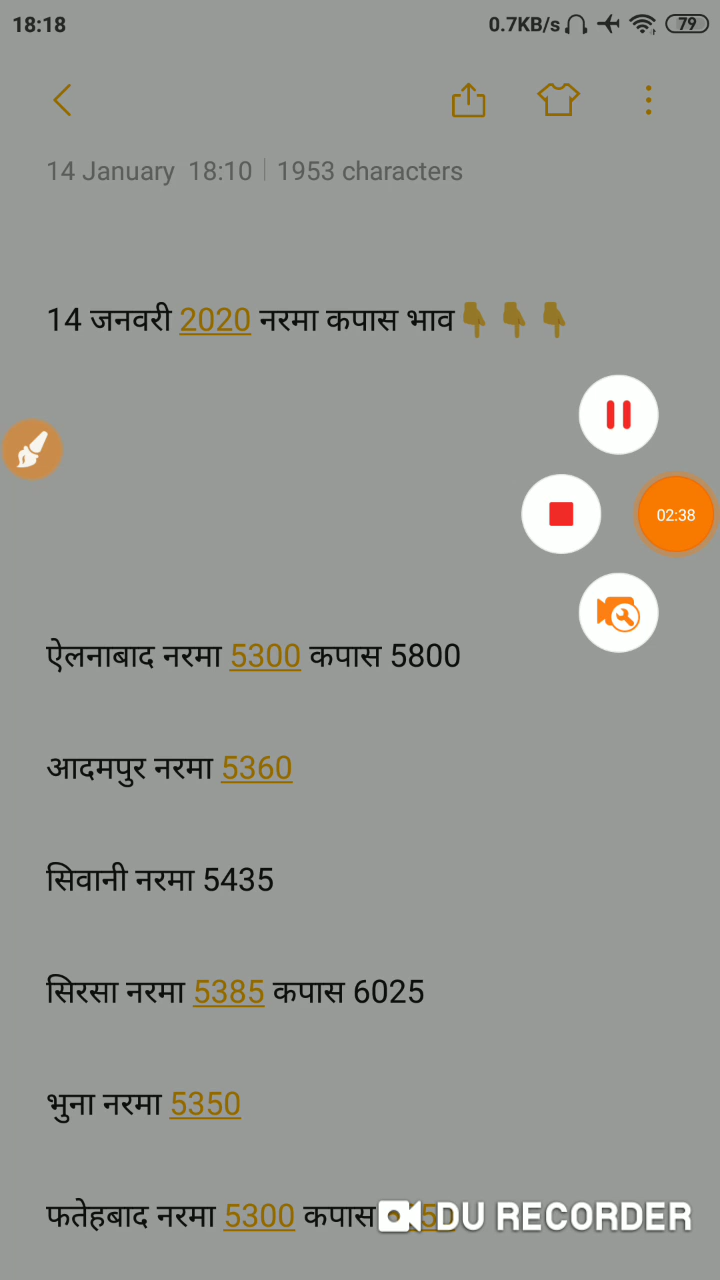 18:18 0.7KB/s 79
14 January 18:10 | 1953 characters
14 जनवरी 2020 नरमा कपास भाव👇👇👇
02:38
ऐलनाबाद नरमा 5300 कपास 5800
आदमपुर नरमा 5360
सिवानी नरमा 5435
सिरसा नरमा 5385 कपास 6025
भुना नरमा 5350
फतेहबाद नरमा 5300 कपास
DU RECORDER